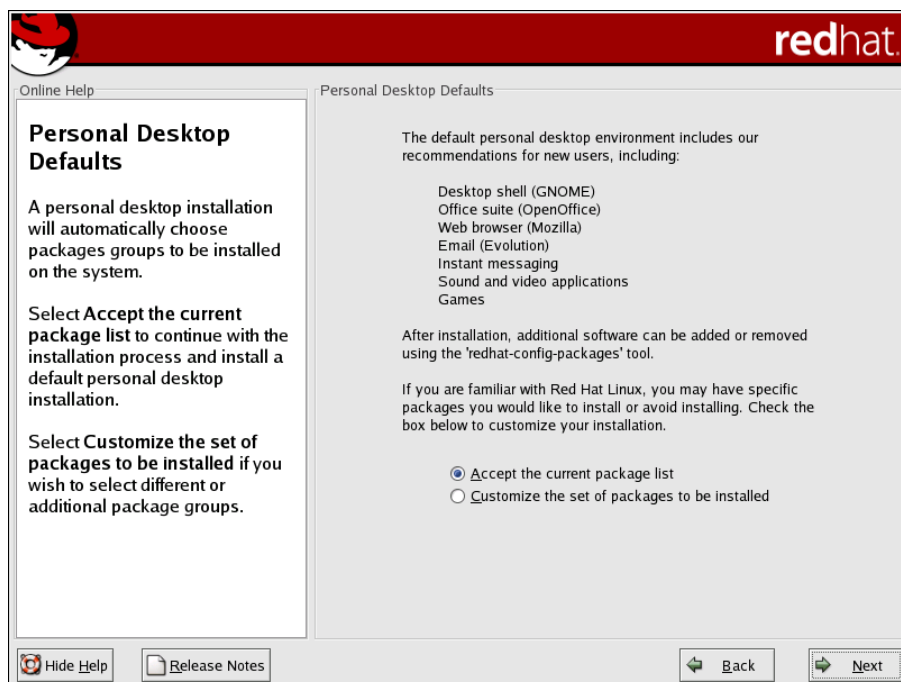 redhat.
Online Help
Personal Desktop
Defaults
A personal desktop installation
will automatically choose
packages groups to be installed
on the system.
Select Accept the current
package list to continue with the
installation process and install a
default personal desktop
installation.
Select Customize the set of
packages to be installed if you
wish to select different or
additional package groups.
Personal Desktop Defaults
The default personal desktop environment includes our
recommendations for new users, including:
Desktop shell (GNOME)
Office suite (OpenOffice)
Web browser (Mozilla)
Email (Evolution)
Instant messaging
Sound and video applications
Games
After installation, additional software can be added or removed
using the 'redhat-config-packages' tool.
If you are familiar with Red Hat Linux, you may have specific
packages you would like to install or avoid installing. Check the
box below to customize your installation.
Accept the current package list
Customize the set of packages to be installed
Hide Help
Release Notes
Back
Next